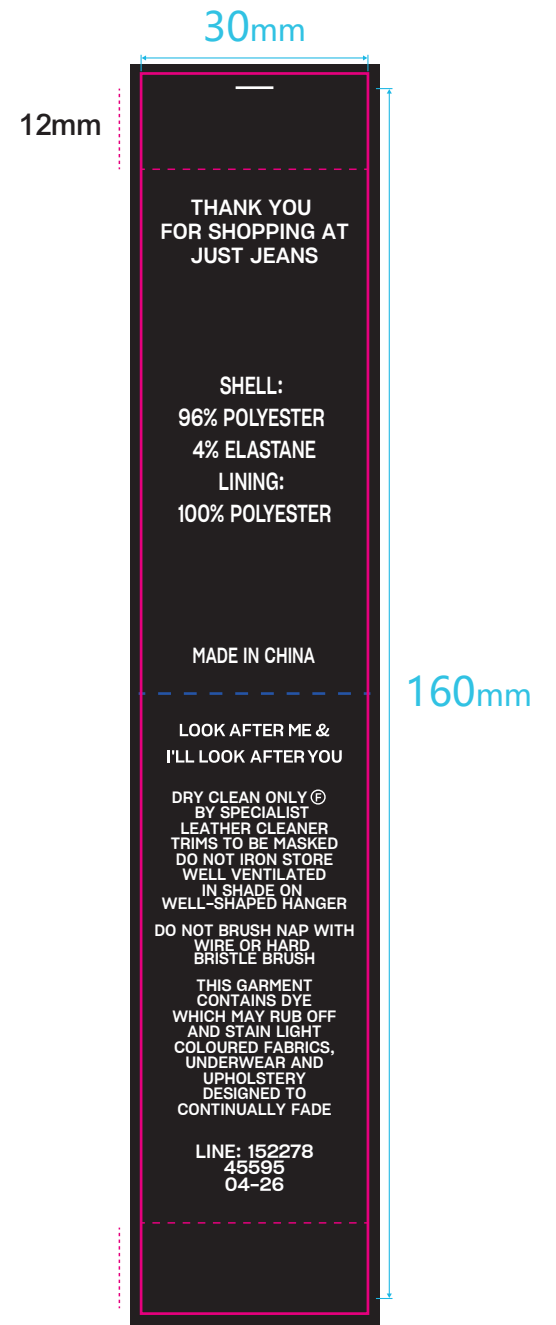 30mm
12mm
THANK YOU
FOR SHOPPING AT
JUST JEANS
SHELL:
96% POLYESTER
4% ELASTANE
LINING:
100% POLYESTER
MADE IN CHINA
160mm
LOOK AFTER ME &
I'LL LOOK AFTER YOU
DRY CLEAN ONLY Ⓕ
BY SPECIALIST
LEATHER CLEANER
TRIMS TO BE MASKED
DO NOT IRON STORE
WELL VENTILATED
IN SHADE ON
WELL-SHAPED HANGER
DO NOT BRUSH NAP WITH
WIRE OR HARD
BRISTLE BRUSH
THIS GARMENT
CONTAINS DYE
WHICH MAY RUB OFF
AND STAIN LIGHT
COLOURED FABRICS,
UNDERWEAR AND
UPHOLSTERY
DESIGNED TO
CONTINUALLY FADE
LINE: 152278
45595
04-26